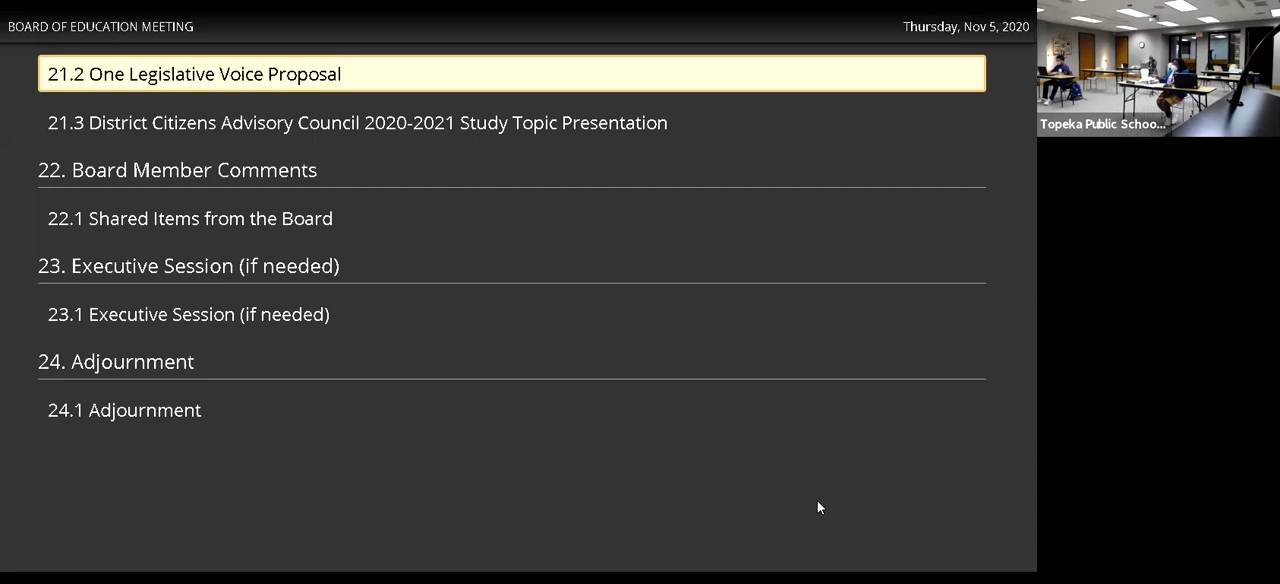 BOARD OF EDUCATION MEETING
Thursday, Nov 5, 2020
21.2 One Legislative Voice Proposal
21.3 District Citizens Advisory Council 2020-2021 Study Topic Presentation
22. Board Member Comments
22.1 Shared Items from the Board
23. Executive Session (if needed)
23.1 Executive Session (if needed)
24. Adjournment
24.1 Adjournment
Topeka Public Schoo...